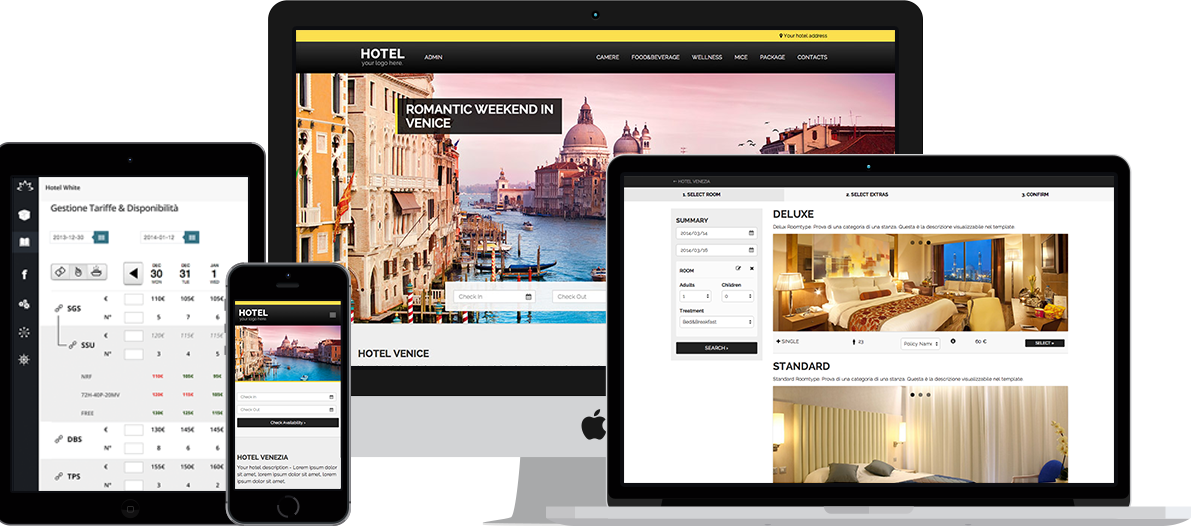 Your hotel address
HOTEL
your logo here.
ADMIN
CAMERE
FOOD&BEVERAGE
WELLNESS
MICE
PACKAGE
CONTACTS
ROMANTIC WEEKEND IN
VENICE
Check In
Check Out
HOTEL VENICE
Hotel White
Gestione Tariffe & Disponibilità
2013-12-30
2014-01-12
DEC DEC JAN
30 31 1
MON TUE WED
€ 110€ 105€ 105€
SGS
N° 5 7 6
€ 120€ 115€ 115€
SSU
N° 3 4 5
NRF 110€ 105€ 95€
72H-40P-20MV
FREE 130€ 125€ 110€
€ 130€ 145€ 145€
DBS
N° 8 6 6
€ 155€ 150€ 160€
TPS
N° 3 4 2
HOTEL
your logo here.
Check In
Check Out
Check Availability ›
HOTEL VENEZIA
Your hotel description - Lorem ipsum dolor
sit amet, lorem ipsum dolor sit amet, lorem
ipsum dolor sit amet.
HOTEL VENEZIA
1. SELECT ROOM
2. SELECT EXTRAS
3. CONFIRM
SUMMARY
2014/03/14
2014/03/16
ROOM
Adults Children
1 0
Treatment
Bed&Breakfast
SEARCH ›
DELUXE
Delux Roomtype: Prova di una categoria di una stanza. Questa è la descrizione visualizzabile nel template.
SINGLE
23
Policy Name
60 €
SELECT
STANDARD
Standard Roomtype: Prova di una categoria di una stanza. Questa è la descrizione visualizzabile nel template.